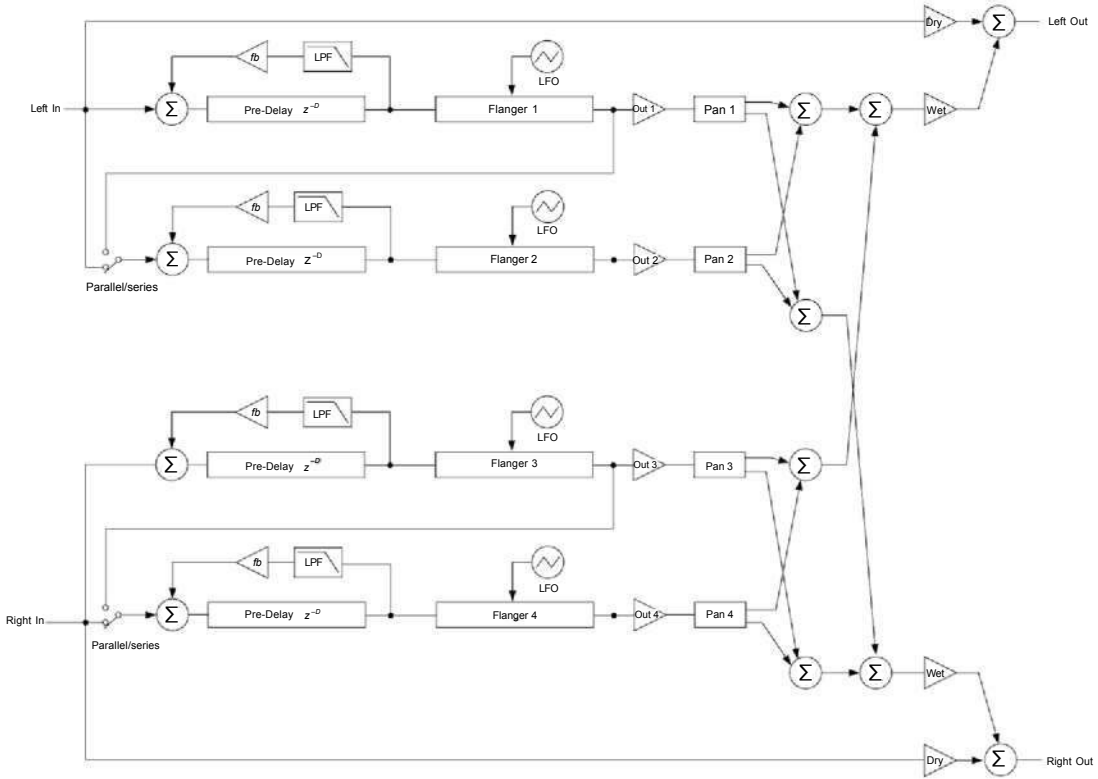 Dry
Σ
Left Out
fb
LPF
LFO
Left In
Σ
Pre-Delay z⁻ᴰ
Flanger 1
Out 1
Pan 1
Σ
Σ
Wet
fb
LPF
LFO
Σ
Pre-Delay z⁻ᴰ
Flanger 2
Out 2
Pan 2
Parallel/series
Σ
fb
LPF
LFO
Σ
Pre-Delay z⁻ᴰ
Flanger 3
Out 3
Pan 3
Σ
fb
LPF
LFO
Right In
Σ
Pre-Delay z⁻ᴰ
Flanger 4
Out 4
Pan 4
Parallel/series
Σ
Σ
Wet
Dry
Σ
Right Out